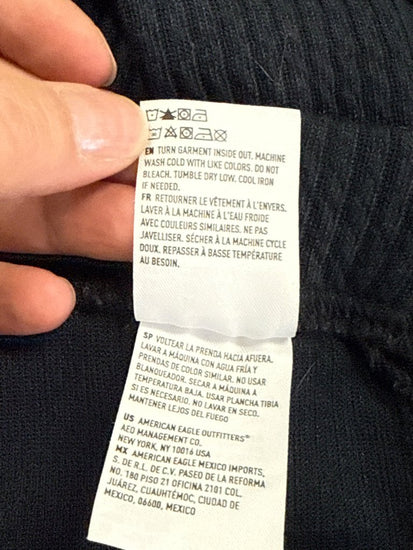 EN TURN GARMENT INSIDE OUT. MACHINE
WASH COLD WITH LIKE COLORS. DO NOT
BLEACH. TUMBLE DRY LOW. COOL IRON
IF NEEDED.
FR RETOURNER LE VÊTEMENT À L'ENVERS.
LAVER À LA MACHINE À L'EAU FROIDE
AVEC COULEURS SIMILAIRES. NE PAS
JAVELLISER. SÉCHER À LA MACHINE CYCLE
DOUX. REPASSER À BASSE TEMPÉRATURE
AU BESOIN.
SP VOLTEAR LA PRENDA HACIA AFUERA.
LAVAR A MÁQUINA CON AGUA FRÍA Y
PRENDAS DE COLOR SIMILAR. NO USAR
BLANQUEADOR. SECAR A MÁQUINA A
TEMPERATURA BAJA. USAR PLANCHA TIBIA
SI ES NECESARIO. NO LAVAR EN SECO.
MANTENER LEJOS DEL FUEGO
US AMERICAN EAGLE OUTFITTERS®
AEO MANAGEMENT CO.
NEW YORK, NY 10016 USA
MX AMERICAN EAGLE MEXICO IMPORTS,
S. DE R.L. DE C.V. PASEO DE LA REFORMA
NO. 180 PISO 21 OFICINA 2101 COL.
JUÁREZ, CUAUHTÉMOC, CIUDAD DE
MEXICO, 06600, MEXICO